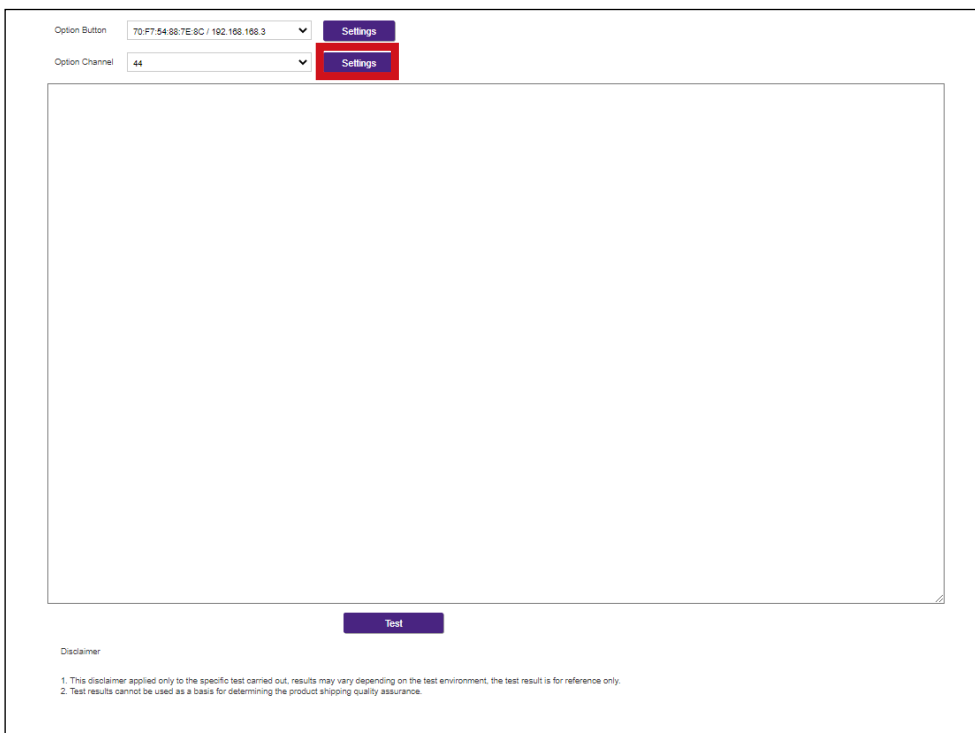 Option Button 70:F7:54:88:7E:8C / 192.168.168.3 Settings
Option Channel 44 Settings
Test
Disclaimer
1. This disclaimer applied only to the specific test carried out, results may vary depending on the test environment, the test result is for reference only.
2. Test results cannot be used as a basis for determining the product shipping quality assurance.